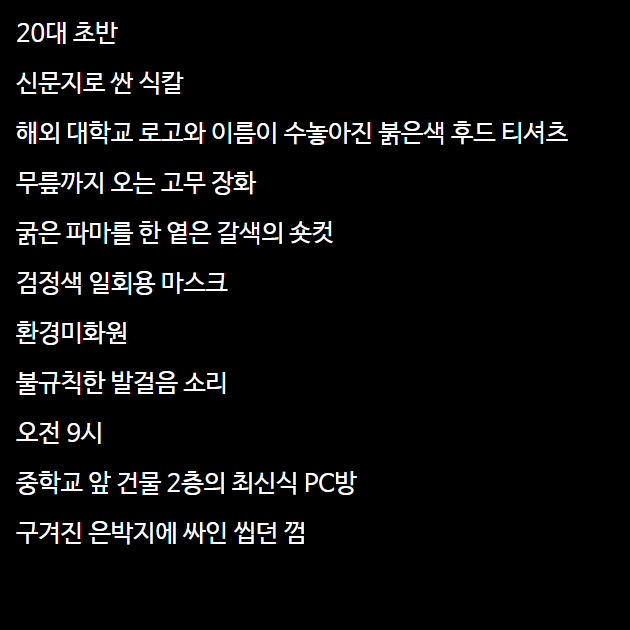 20대 초반
신문지로 싼 식칼
해외 대학교 로고와 이름이 수놓아진 붉은색 후드 티셔츠
무릎까지 오는 고무 장화
굵은 파마를 한 옅은 갈색의 숏컷
검정색 일회용 마스크
환경미화원
불규칙한 발걸음 소리
오전 9시
중학교 앞 건물 2층의 최신식 PC방
구겨진 은박지에 싸인 씹던 껌